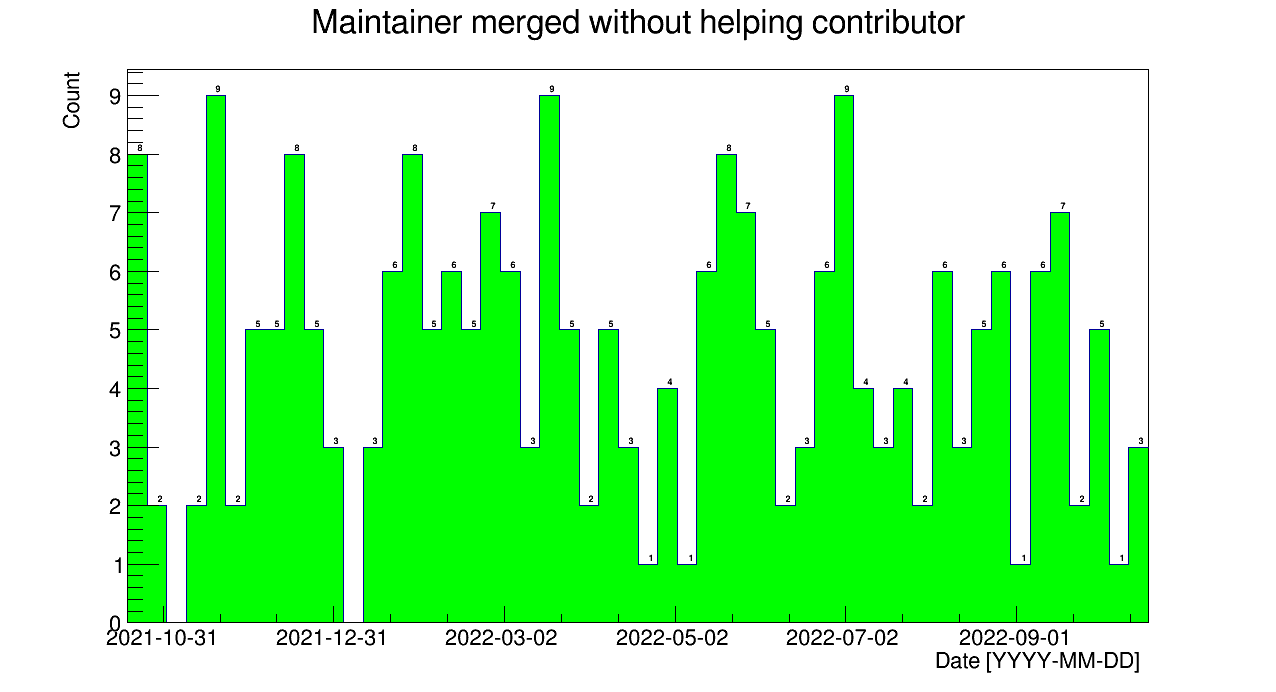 Maintainer merged without helping contributor
Count
9
8
7
6
5
4
3
2
1
0
8 2 2 9 2 5 5 8 5 3 3 6 8 5 6 5 7 6 3 9 5 2 5 3 1 4 1 6 8 7 5 2 3 6 9 4 3 4 2 6 3 5 6 1 6 7 2 5 1 3
2021-10-31 2021-12-31 2022-03-02 2022-05-02 2022-07-02 2022-09-01
Date [YYYY-MM-DD]